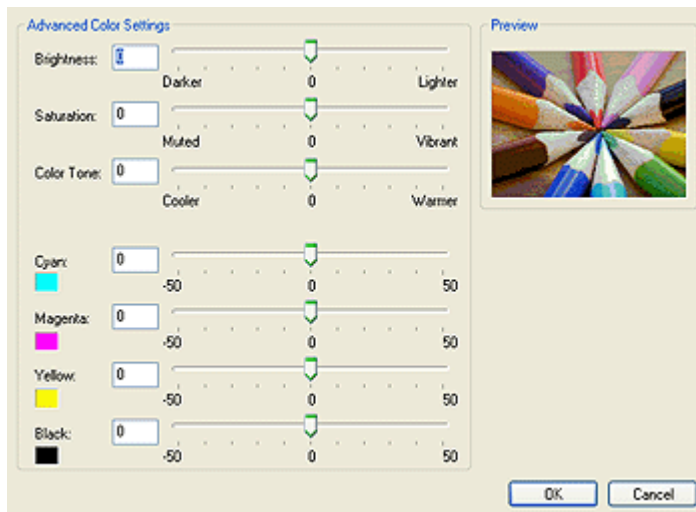 Advanced Color Settings
Brightness: 0
Darker 0 Lighter
Saturation: 0
Muted 0 Vibrant
Color Tone: 0
Cooler 0 Warmer
Cyan: 0
-50 0 50
Magenta: 0
-50 0 50
Yellow: 0
-50 0 50
Black: 0
-50 0 50
Preview
OK Cancel